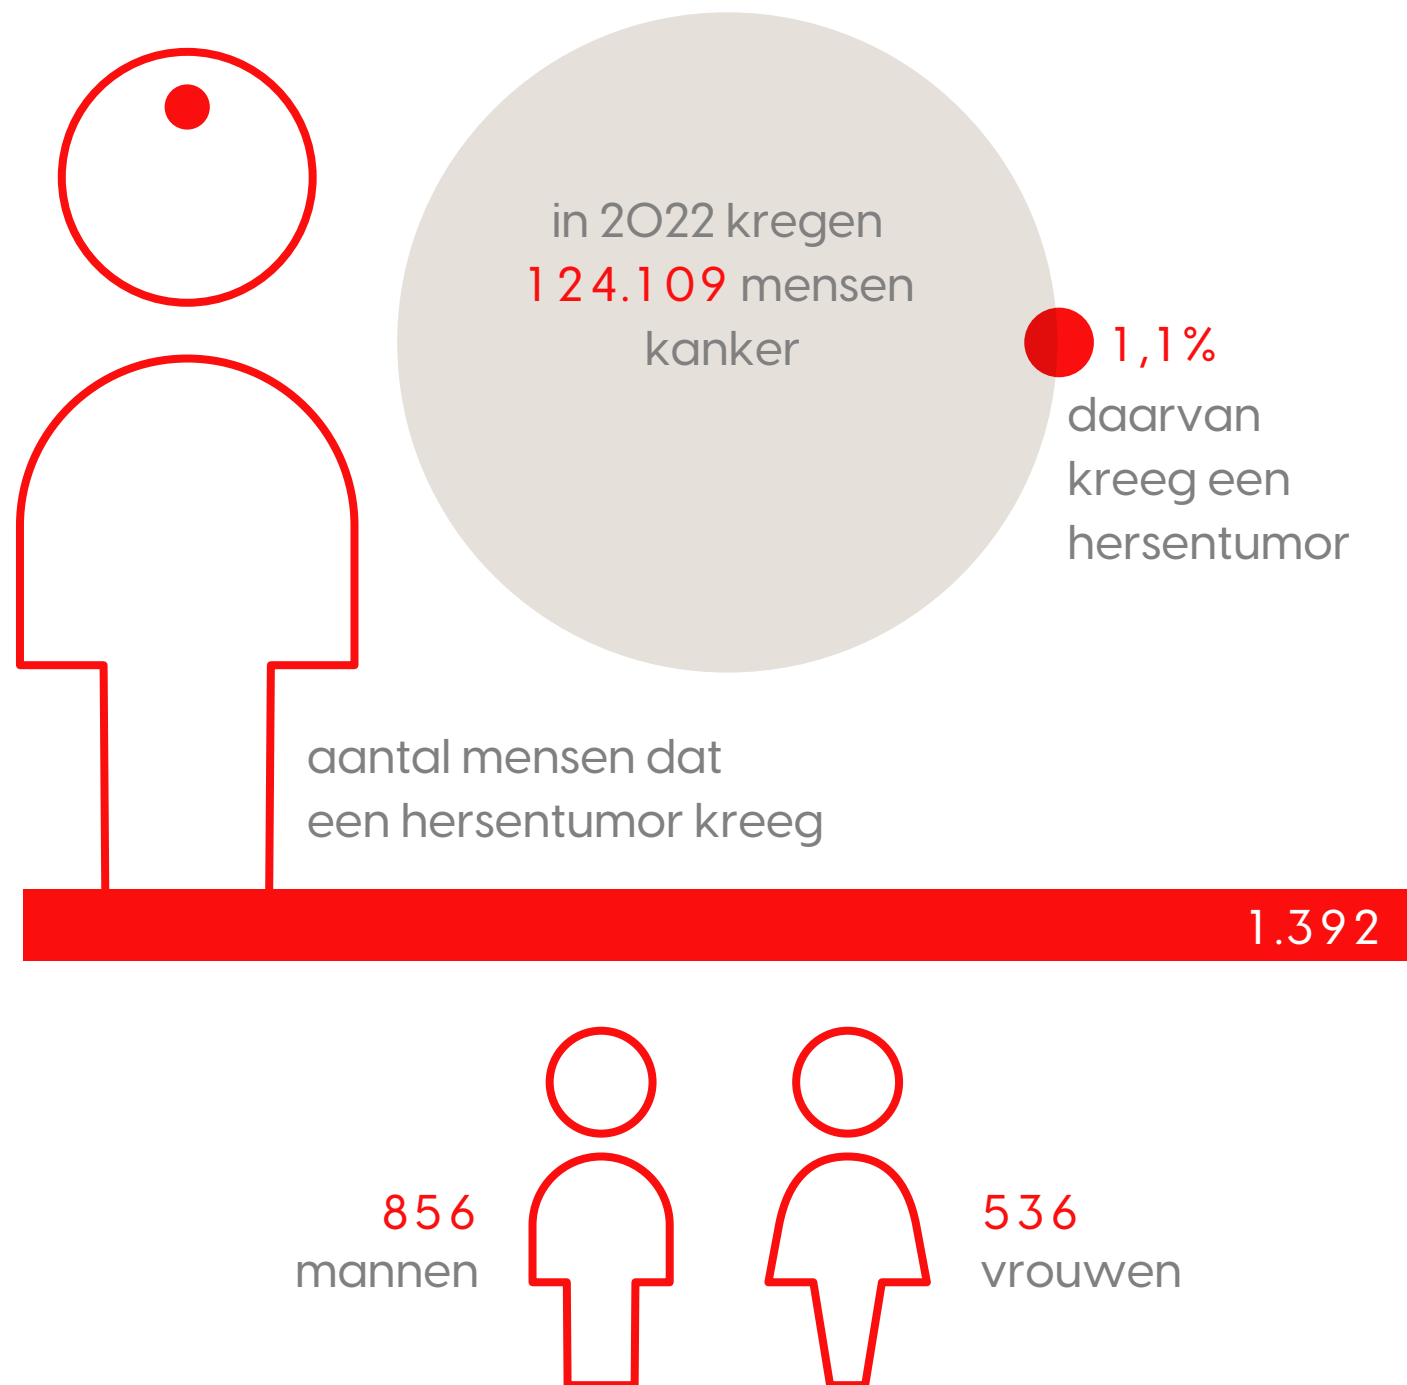 in 2022 kregen
124.109 mensen
kanker
1,1%
daarvan
kreeg een
hersentumor
aantal mensen dat
een hersentumor kreeg
1.392
856
mannen
536
vrouwen